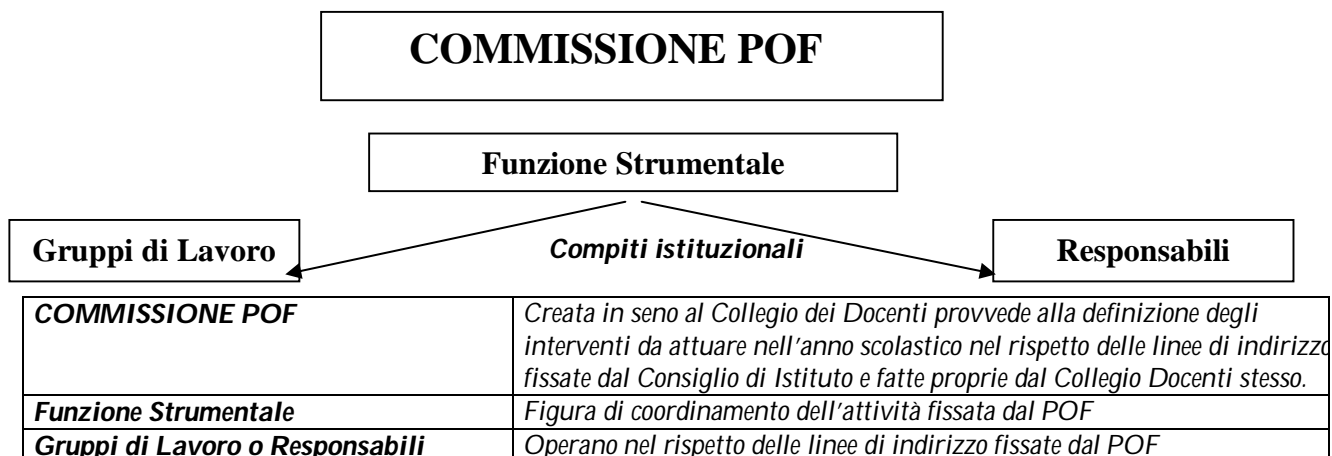 COMMISSIONE POF
Funzione Strumentale
Gruppi di Lavoro
Compiti istituzionali
Responsabili
COMMISSIONE POF
Creata in seno al Collegio dei Docenti provvede alla definizione degli
interventi da attuare nell'anno scolastico nel rispetto delle linee di indirizzo
fissate dal Consiglio di Istituto e fatte proprie dal Collegio Docenti stesso.
Funzione Strumentale
Figura di coordinamento dell'attività fissata dal POF
Gruppi di Lavoro o Responsabili
Operano nel rispetto delle linee di indirizzo fissate dal POF